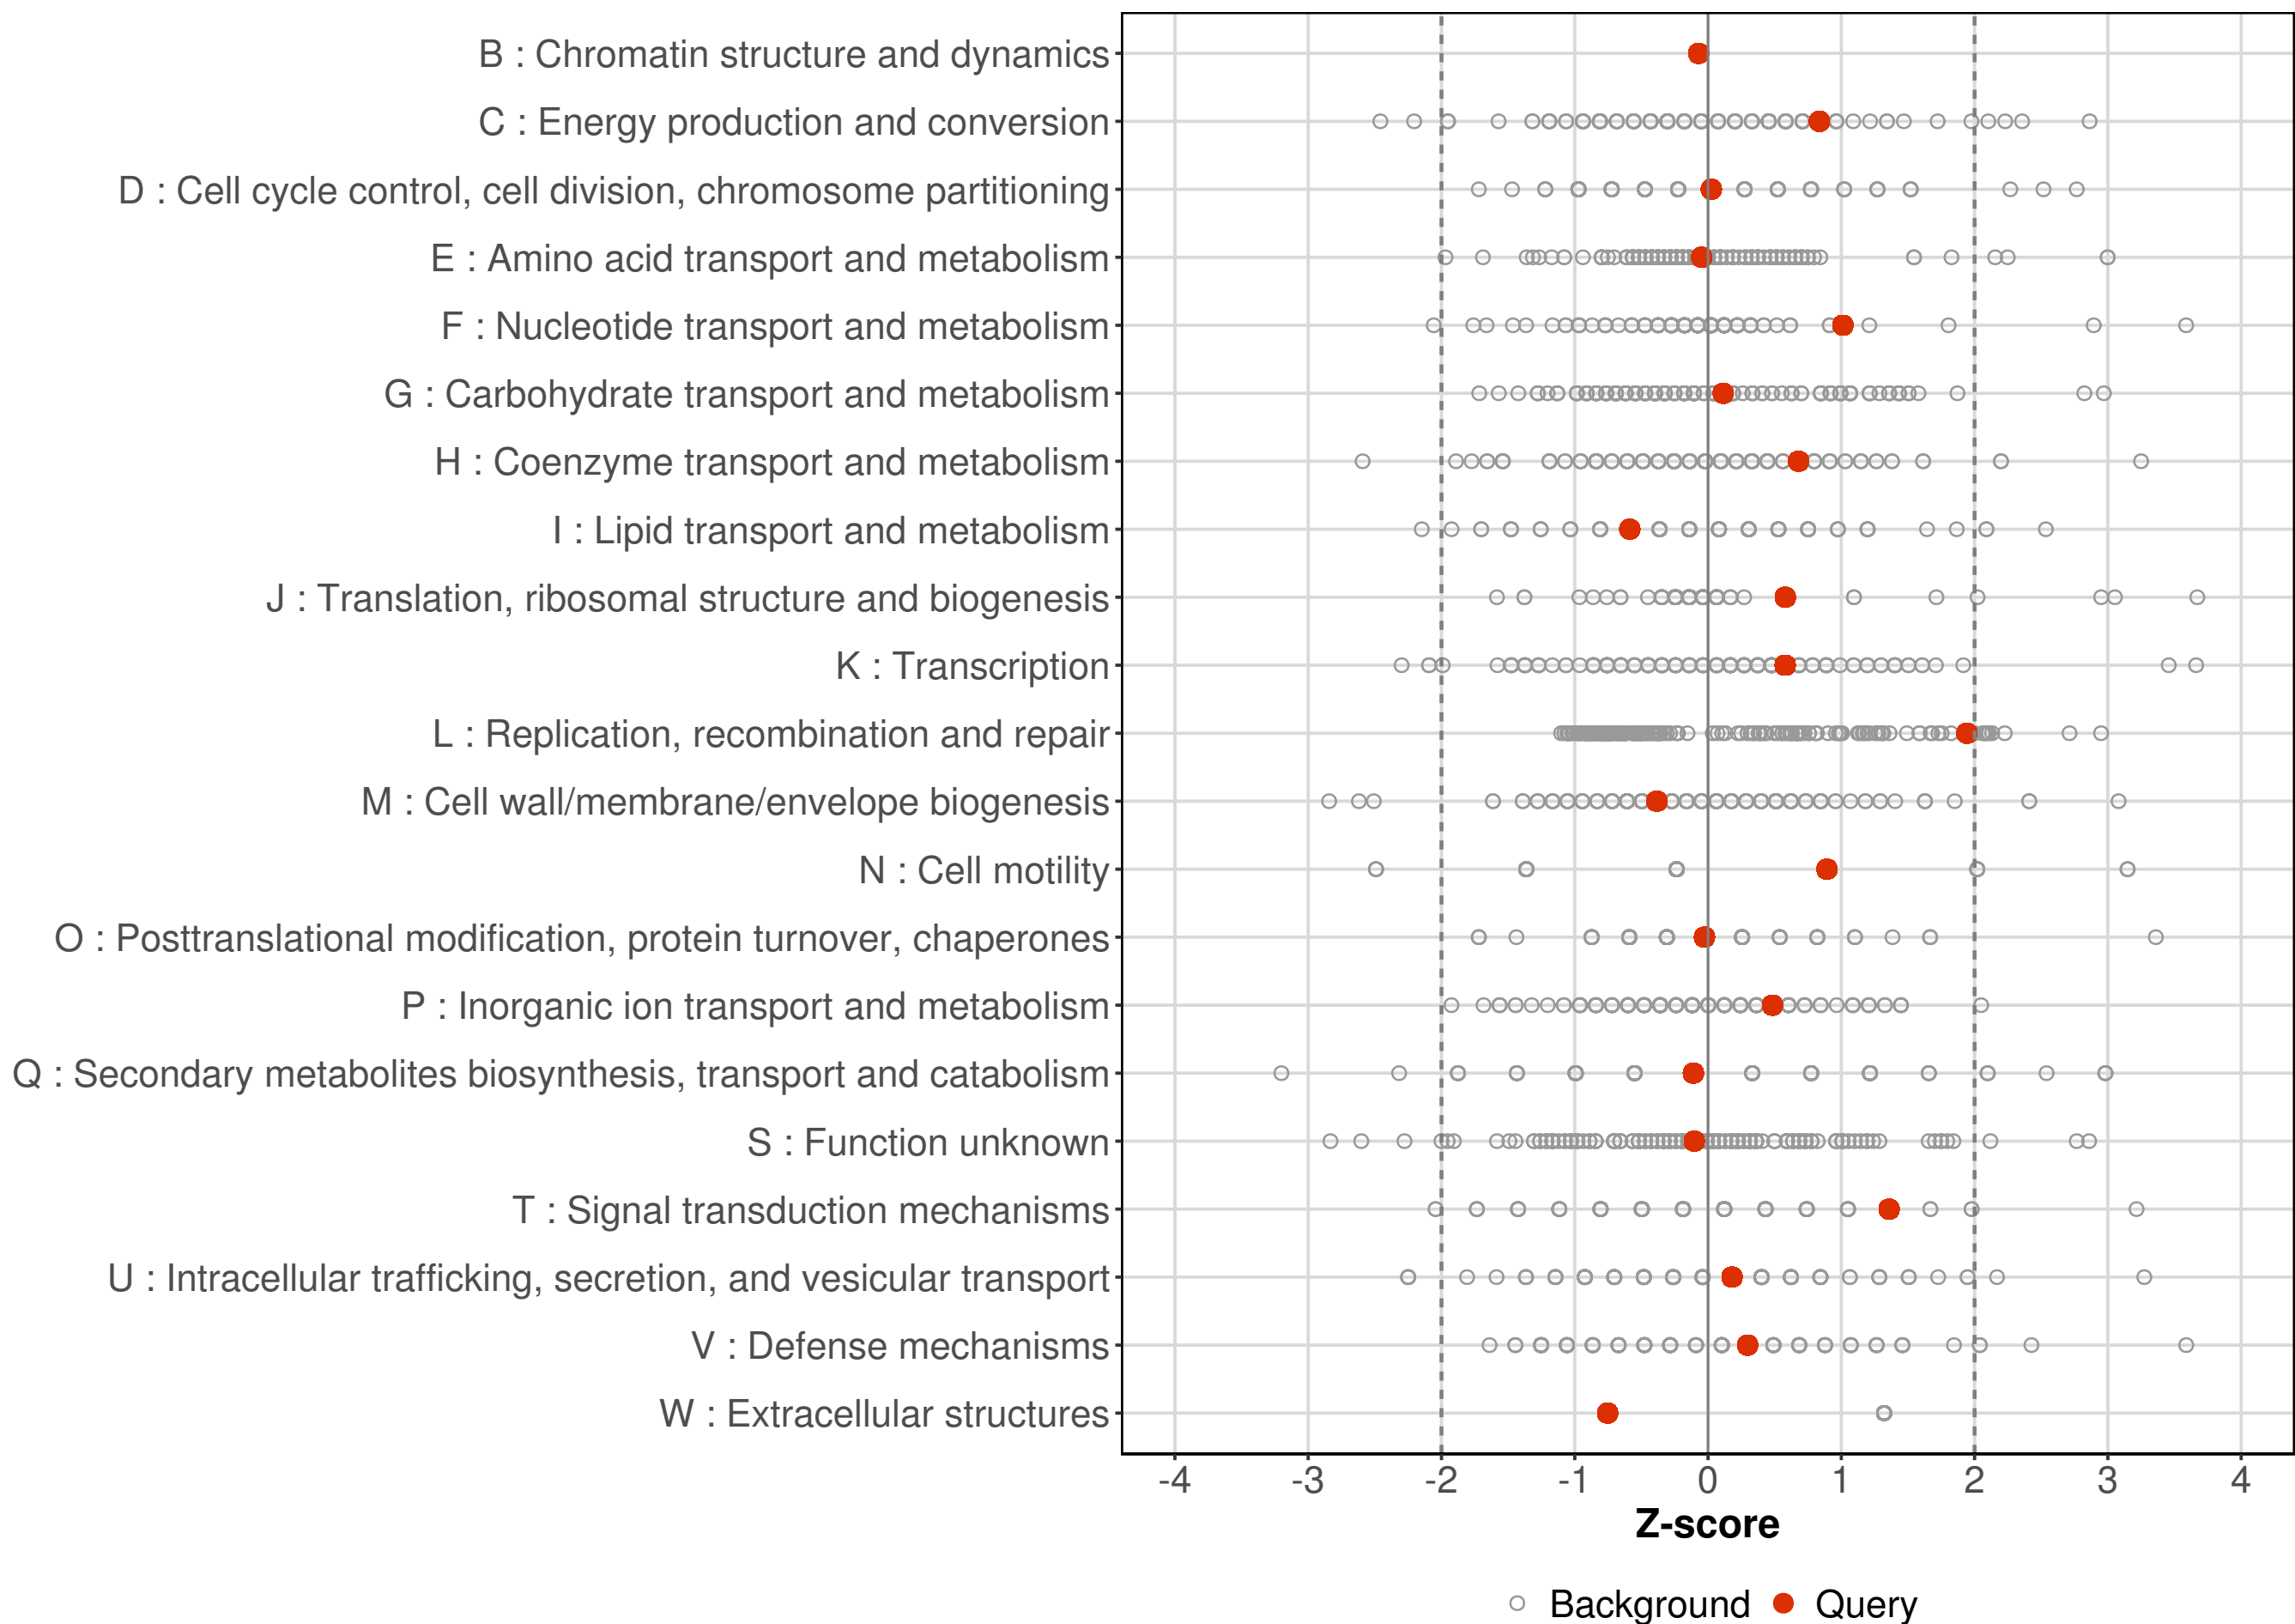 B : Chromatin structure and dynamics
C : Energy production and conversion
D : Cell cycle control, cell division, chromosome partitioning
E : Amino acid transport and metabolism
F : Nucleotide transport and metabolism
G : Carbohydrate transport and metabolism
H : Coenzyme transport and metabolism
I : Lipid transport and metabolism
J : Translation, ribosomal structure and biogenesis
K : Transcription
L : Replication, recombination and repair
M : Cell wall/membrane/envelope biogenesis
N : Cell motility
O : Posttranslational modification, protein turnover, chaperones
P : Inorganic ion transport and metabolism
Q : Secondary metabolites biosynthesis, transport and catabolism
S : Function unknown
T : Signal transduction mechanisms
U : Intracellular trafficking, secretion, and vesicular transport
V : Defense mechanisms
W : Extracellular structures
-4 -3 -2 -1 0 1 2 3 4
Z-score
Background Query